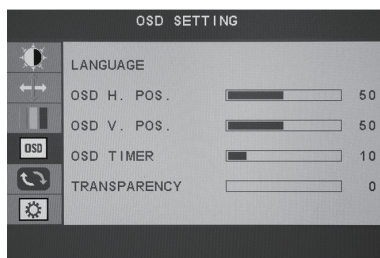 OSD SETTING
LANGUAGE
OSD H. POS. 50
OSD V. POS. 50
OSD OSD TIMER 10
TRANSPARENCY 0